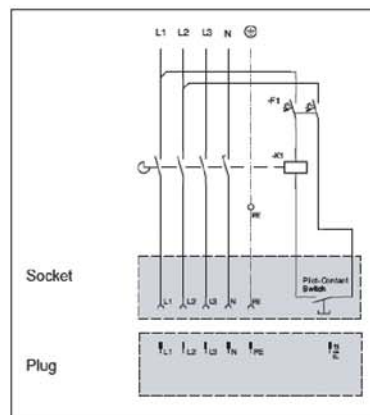 L1 L2 L3 N
-F1
-K1
PE
Socket
Pilot-Contact
Switch
L1 L2 L3 N PE
Plug
L1 L2 L3 N PE